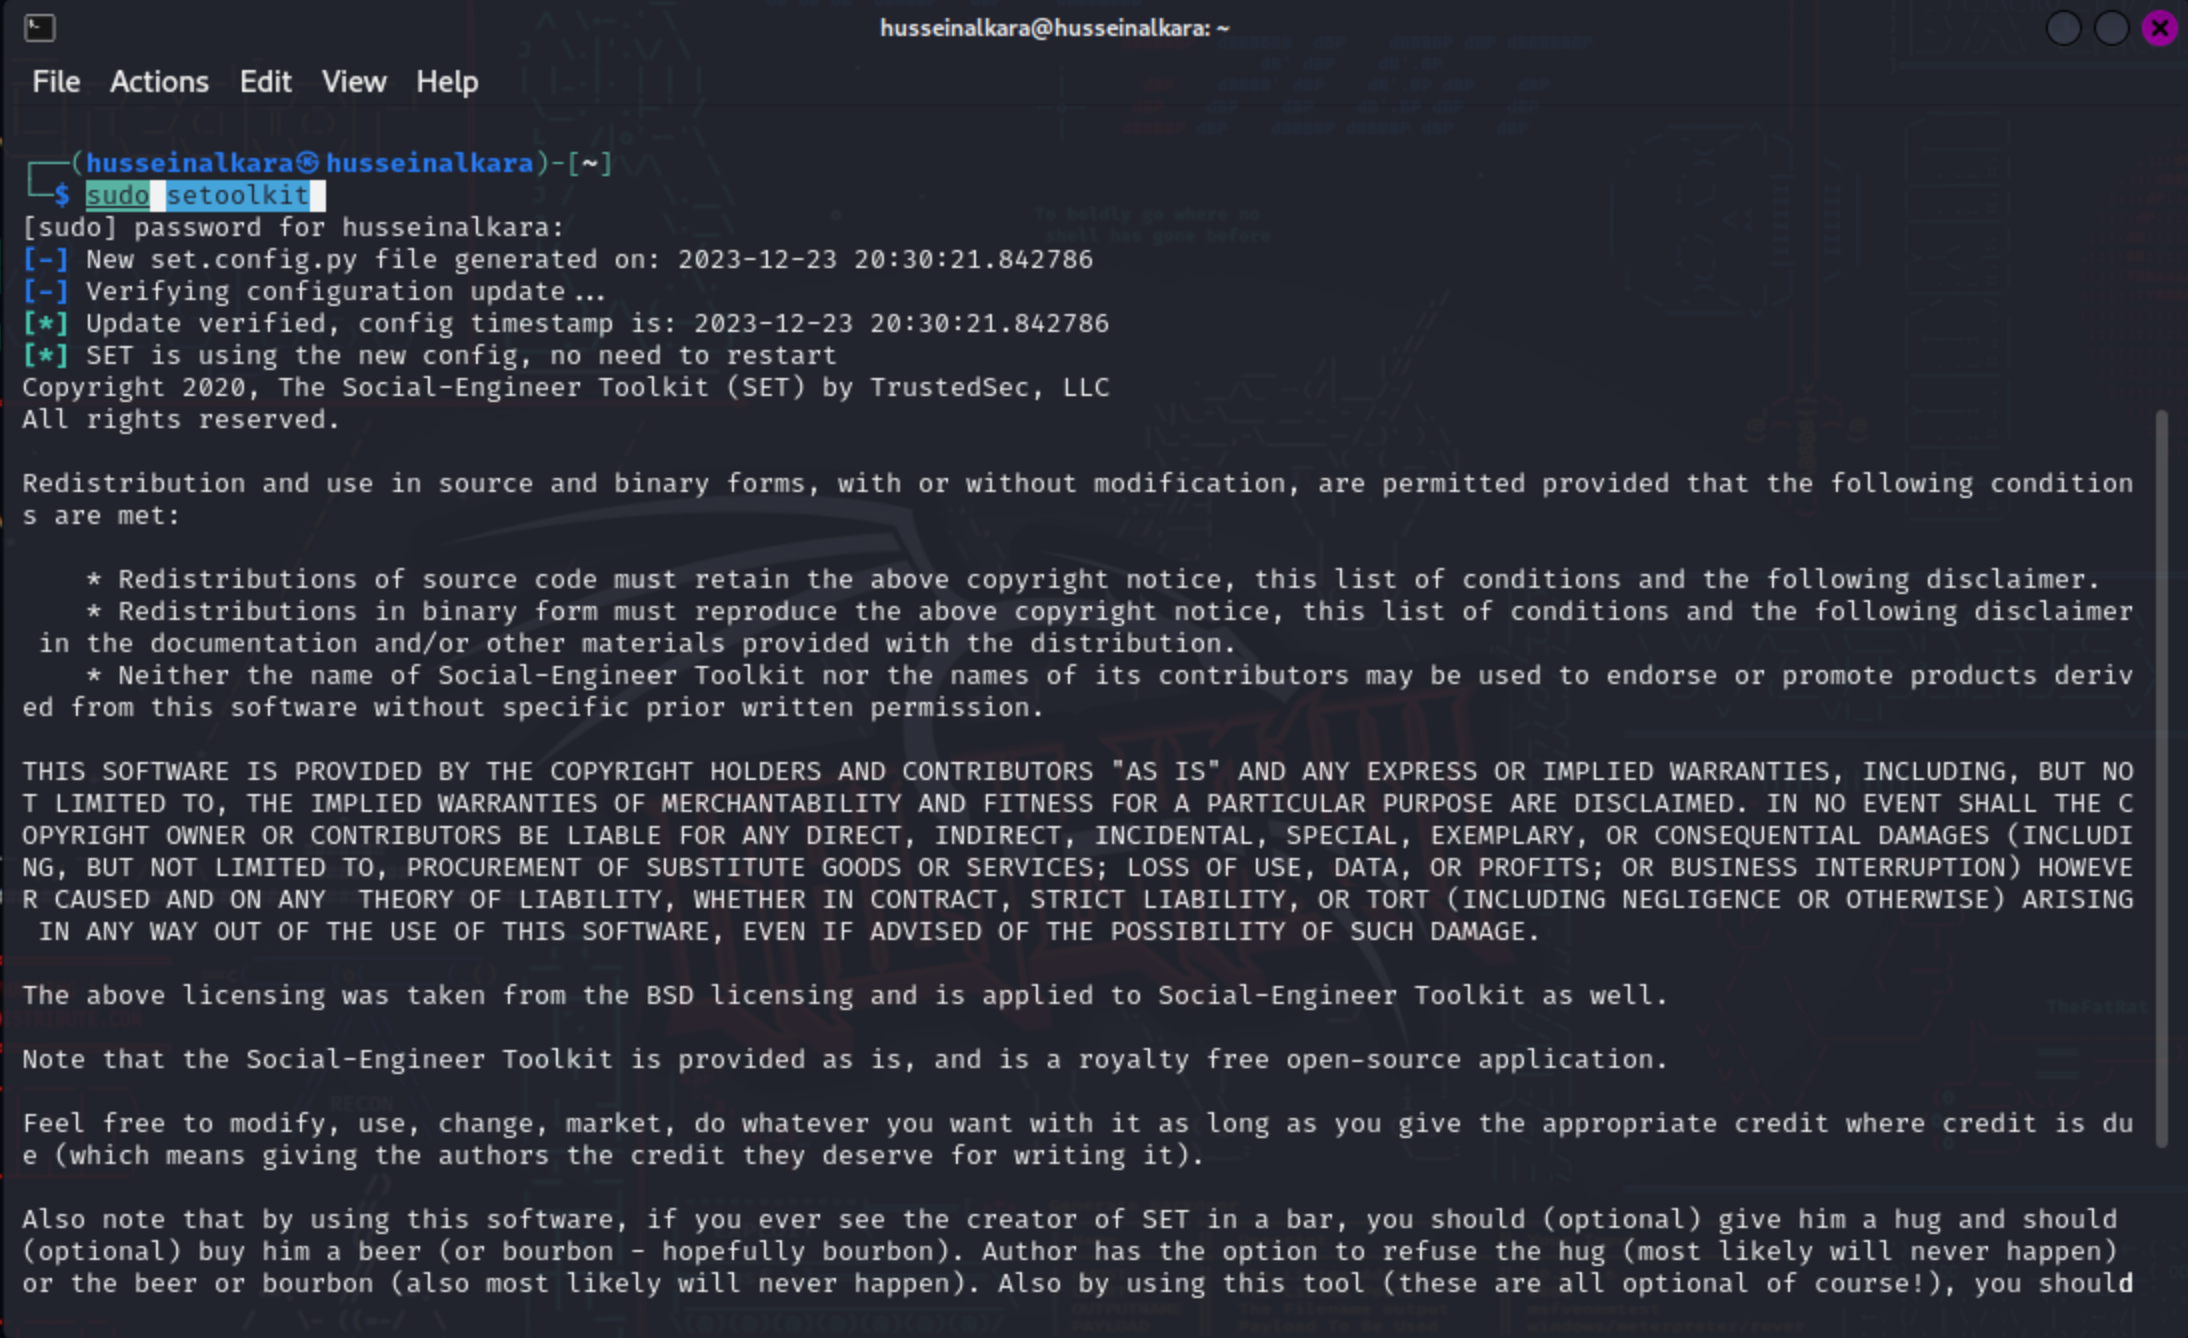 husseinalkara@husseinalkara: ~
File Actions Edit View Help
(husseinalkara㉿husseinalkara)-[~]
$ sudo setoolkit
[sudo] password for husseinalkara:
[-] New set.config.py file generated on: 2023-12-23 20:30:21.842786
[-] Verifying configuration update...
[*] Update verified, config timestamp is: 2023-12-23 20:30:21.842786
[*] SET is using the new config, no need to restart
Copyright 2020, The Social-Engineer Toolkit (SET) by TrustedSec, LLC
All rights reserved.
Redistribution and use in source and binary forms, with or without modification, are permitted provided that the following condition
s are met:
* Redistributions of source code must retain the above copyright notice, this list of conditions and the following disclaimer.
* Redistributions in binary form must reproduce the above copyright notice, this list of conditions and the following disclaimer
in the documentation and/or other materials provided with the distribution.
* Neither the name of Social-Engineer Toolkit nor the names of its contributors may be used to endorse or promote products deriv
ed from this software without specific prior written permission.
THIS SOFTWARE IS PROVIDED BY THE COPYRIGHT HOLDERS AND CONTRIBUTORS "AS IS" AND ANY EXPRESS OR IMPLIED WARRANTIES, INCLUDING, BUT NO
T LIMITED TO, THE IMPLIED WARRANTIES OF MERCHANTABILITY AND FITNESS FOR A PARTICULAR PURPOSE ARE DISCLAIMED. IN NO EVENT SHALL THE C
OPYRIGHT OWNER OR CONTRIBUTORS BE LIABLE FOR ANY DIRECT, INDIRECT, INCIDENTAL, SPECIAL, EXEMPLARY, OR CONSEQUENTIAL DAMAGES (INCLUDI
NG, BUT NOT LIMITED TO, PROCUREMENT OF SUBSTITUTE GOODS OR SERVICES; LOSS OF USE, DATA, OR PROFITS; OR BUSINESS INTERRUPTION) HOWEVE
R CAUSED AND ON ANY  THEORY OF LIABILITY, WHETHER IN CONTRACT, STRICT LIABILITY, OR TORT (INCLUDING NEGLIGENCE OR OTHERWISE) ARISING
IN ANY WAY OUT OF THE USE OF THIS SOFTWARE, EVEN IF ADVISED OF THE POSSIBILITY OF SUCH DAMAGE.
The above licensing was taken from the BSD licensing and is applied to Social-Engineer Toolkit as well.
Note that the Social-Engineer Toolkit is provided as is, and is a royalty free open-source application.
Feel free to modify, use, change, market, do whatever you want with it as long as you give the appropriate credit where credit is du
e (which means giving the authors the credit they deserve for writing it).
Also note that by using this software, if you ever see the creator of SET in a bar, you should (optional) give him a hug and should
(optional) buy him a beer (or bourbon - hopefully bourbon). Author has the option to refuse the hug (most likely will never happen)
or the beer or bourbon (also most likely will never happen). Also by using this tool (these are all optional of course!), you should
To boldly go where no
shell has gone before
TheFatRat
RECON